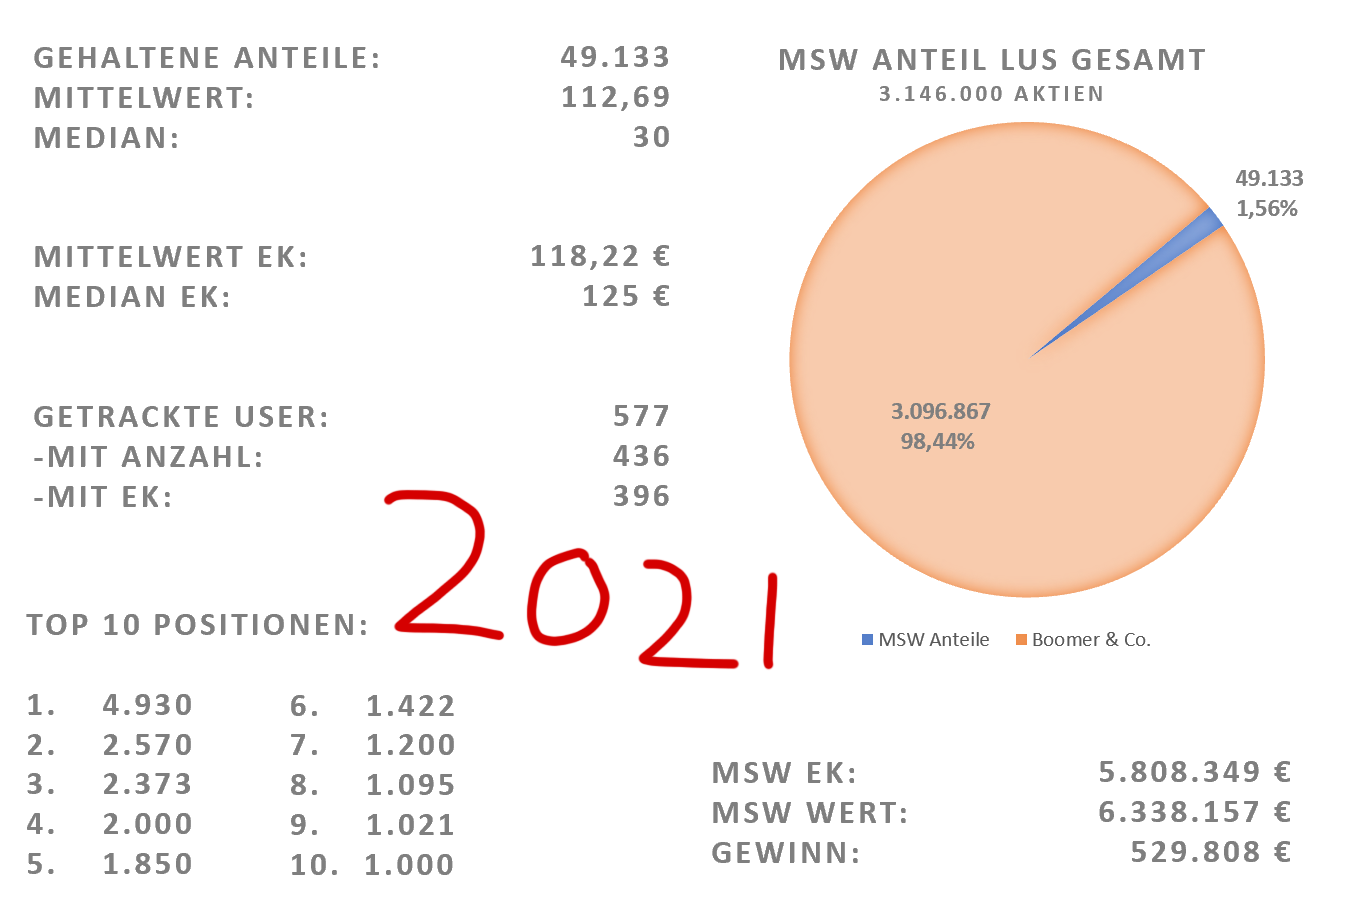 GEHALTENE ANTEILE: 49.133
MITTELWERT: 112,69
MEDIAN: 30
MITTELWERT EK: 118,22 €
MEDIAN EK: 125 €
GETRACKTE USER: 577
-MIT ANZAHL: 436
-MIT EK: 396
2021
TOP 10 POSITIONEN:
1. 4.930 6. 1.422
2. 2.570 7. 1.200
3. 2.373 8. 1.095
4. 2.000 9. 1.021
5. 1.850 10. 1.000
MSW ANTEIL LUS GESAMT
3.146.000 AKTIEN
49.133
1,56%
3.096.867
98,44%
MSW Anteile Boomer & Co.
MSW EK: 5.808.349 €
MSW WERT: 6.338.157 €
GEWINN: 529.808 €